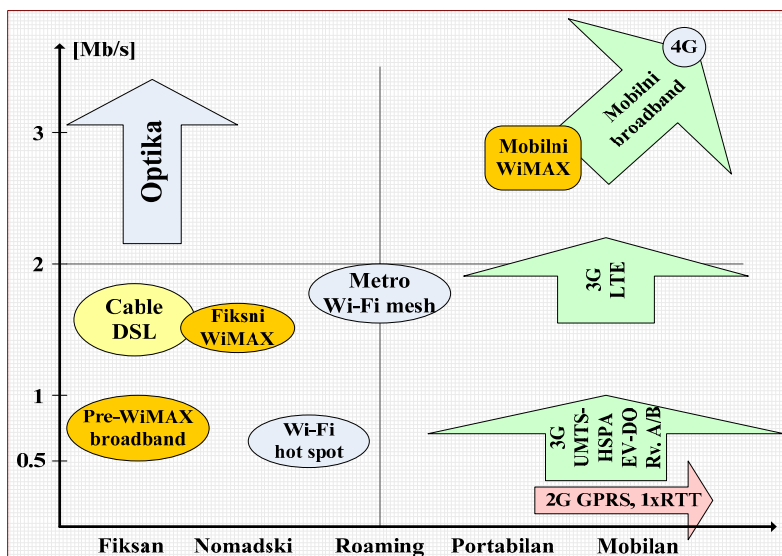 [Mb/s]
4G
Mobilni
broadband
3
Optika
Mobilni
WiMAX
2
Metro
Wi-Fi mesh
3G
LTE
Cable
DSL
Fiksni
WiMAX
1
Pre-WiMAX
broadband
Wi-Fi
hot spot
3G
UMTS-
HSPA
EV-DO
Rv. A/B
0.5
2G GPRS, 1xRTT
Fiksan Nomadski Roaming Portabilan Mobilan